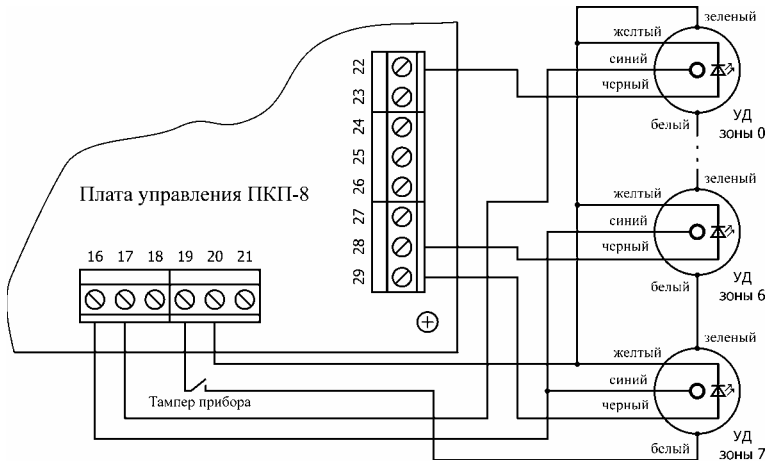 зеленый
желтый
синий
черный
УД
зоны 0
белый
22
23
24
25
26
27
28
29
Плата управления ПКП-8
зеленый
желтый
синий
черный
УД
зоны 6
белый
16 17 18 19 20 21
зеленый
желтый
синий
черный
УД
зоны 7
белый
Тампер прибора